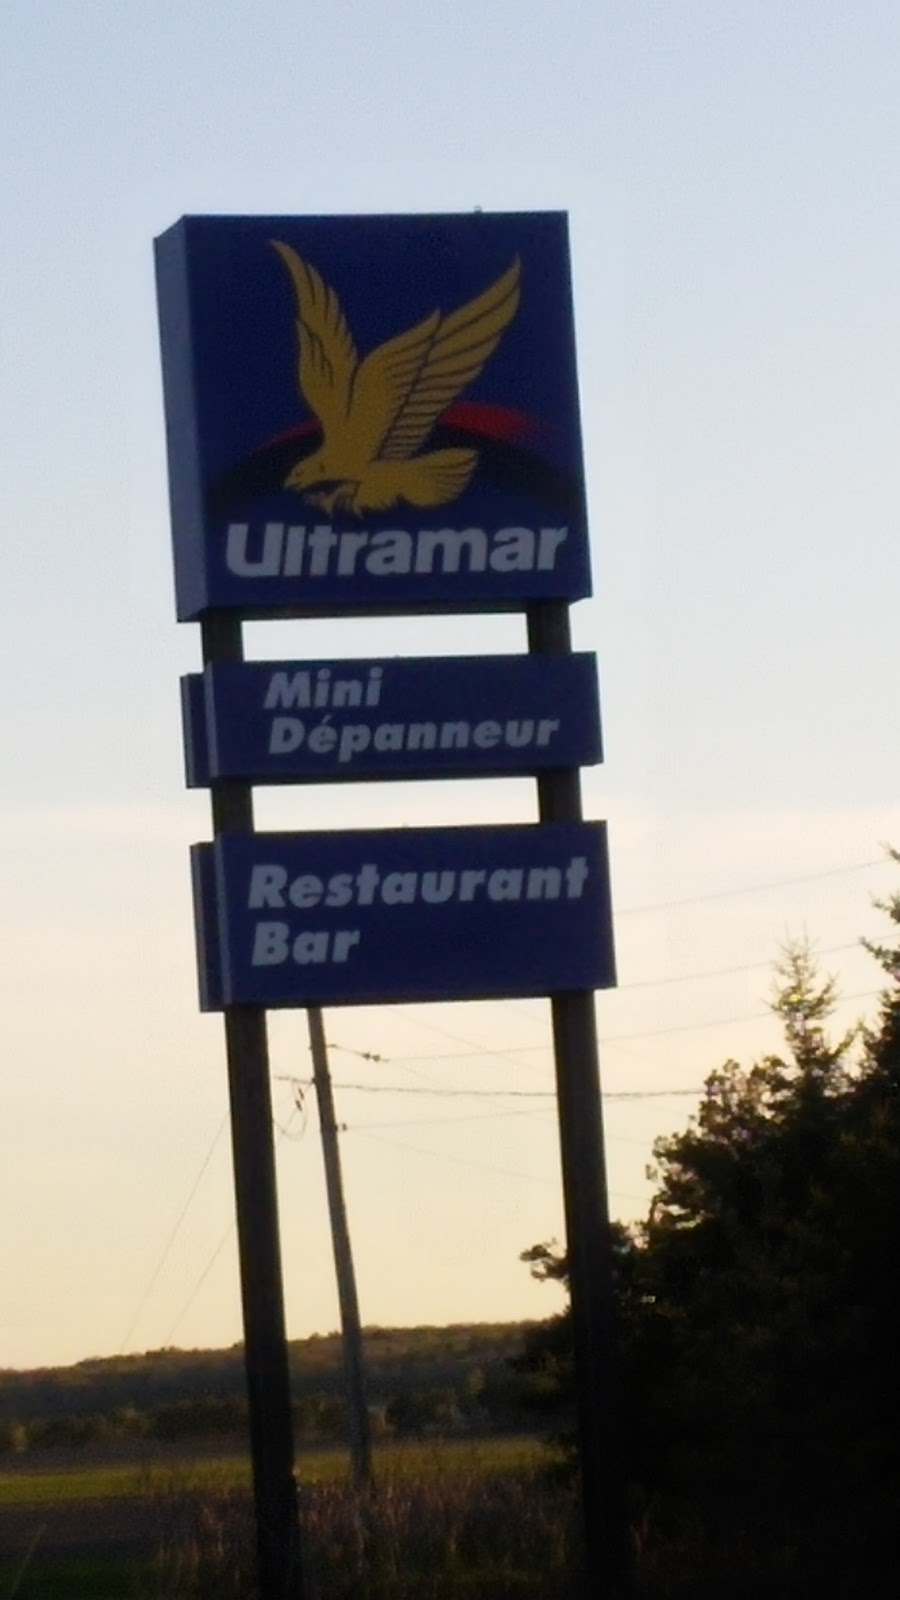 Ultramar
Mini
Dépanneur
Restaurant
Bar